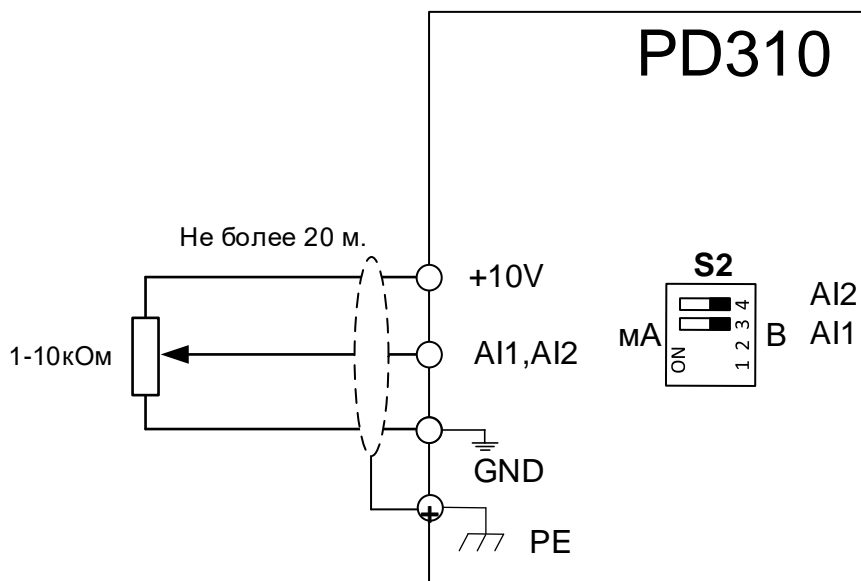 PD310
Не более 20 м.
+10V
S2
AI2
AI1
мА
ON
1 2 3 4
В
1-10кОм
AI1,AI2
GND
PE